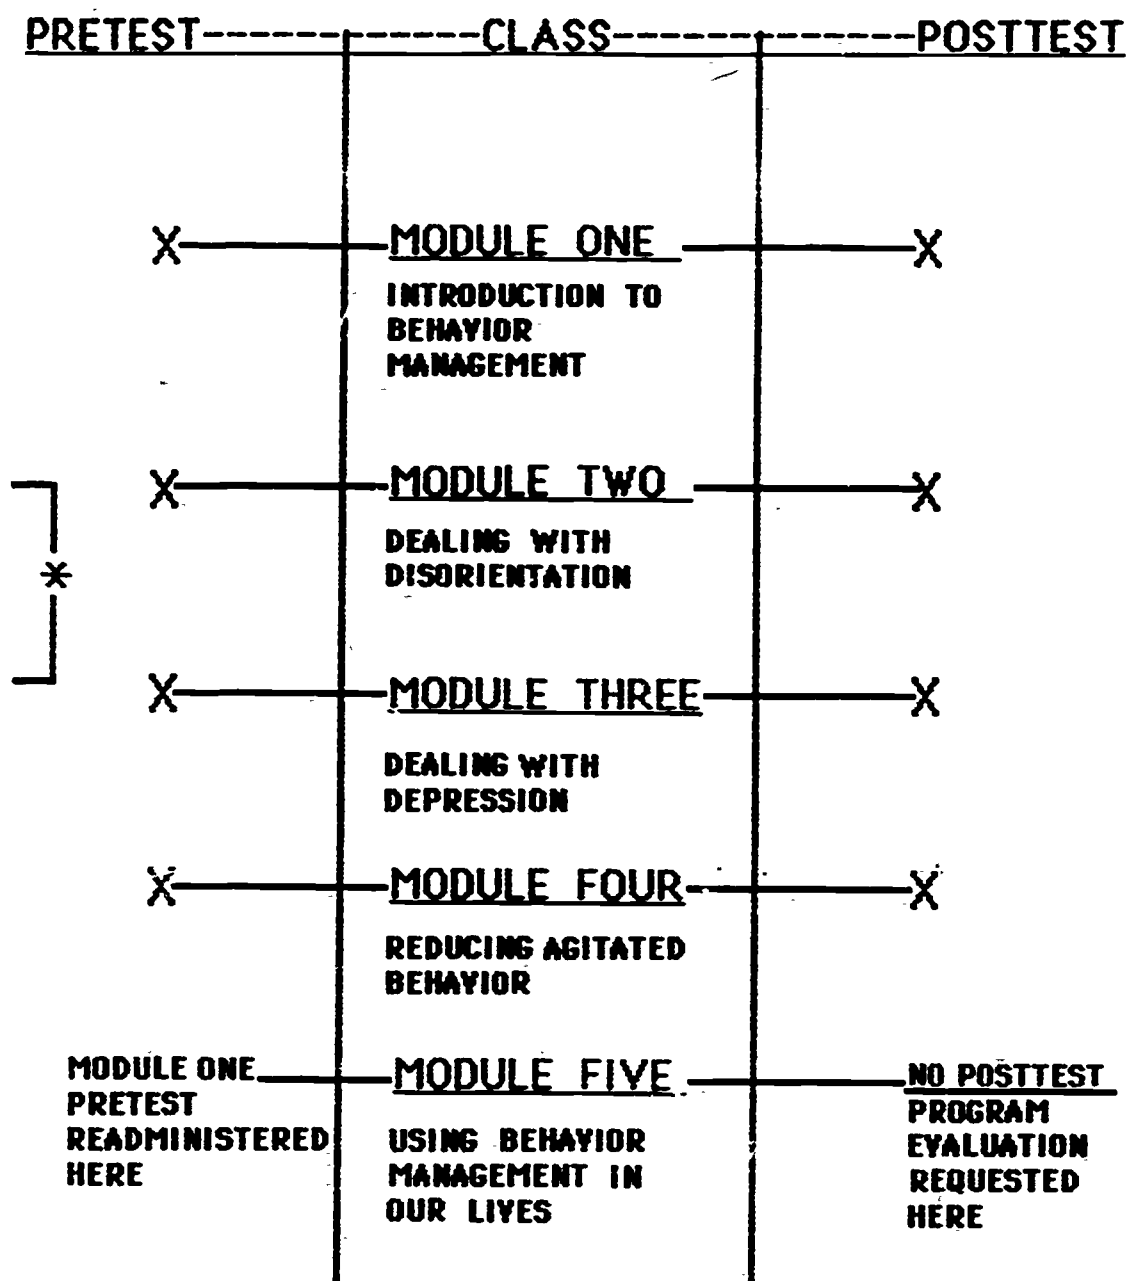 PRETEST------------CLASS-------------POSTTEST
X MODULE ONE X
INTRODUCTION TO
BEHAVIOR
MANAGEMENT
X MODULE TWO X
DEALING WITH
DISORIENTATION
*
X MODULE THREE X
DEALING WITH
DEPRESSION
X MODULE FOUR X
REDUCING AGITATED
BEHAVIOR
MODULE ONE
PRETEST
READMINISTERED
HERE
MODULE FIVE
USING BEHAVIOR
MANAGEMENT IN
OUR LIVES
NO POSTTEST
PROGRAM
EVALUATION
REQUESTED
HERE